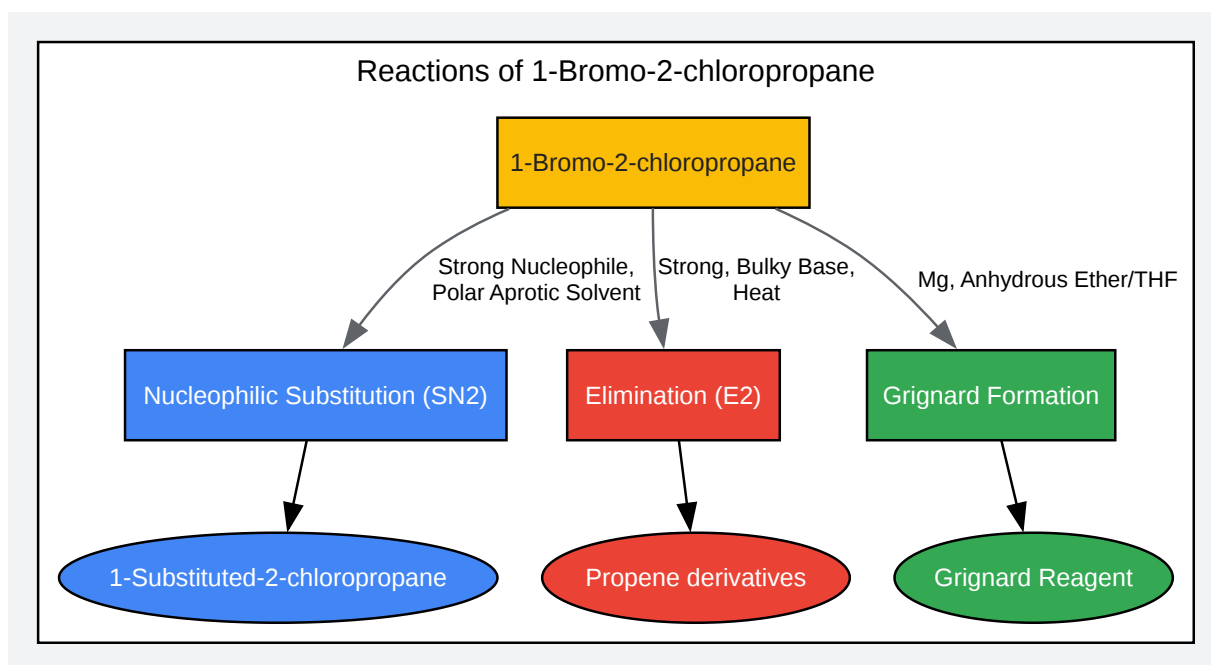 Reactions of 1-Bromo-2-chloropropane
1-Bromo-2-chloropropane
Strong Nucleophile,
Polar Aprotic Solvent
Strong, Bulky Base,
Heat
Mg, Anhydrous Ether/THF
Nucleophilic Substitution (SN2)
Elimination (E2)
Grignard Formation
1-Substituted-2-chloropropane
Propene derivatives
Grignard Reagent